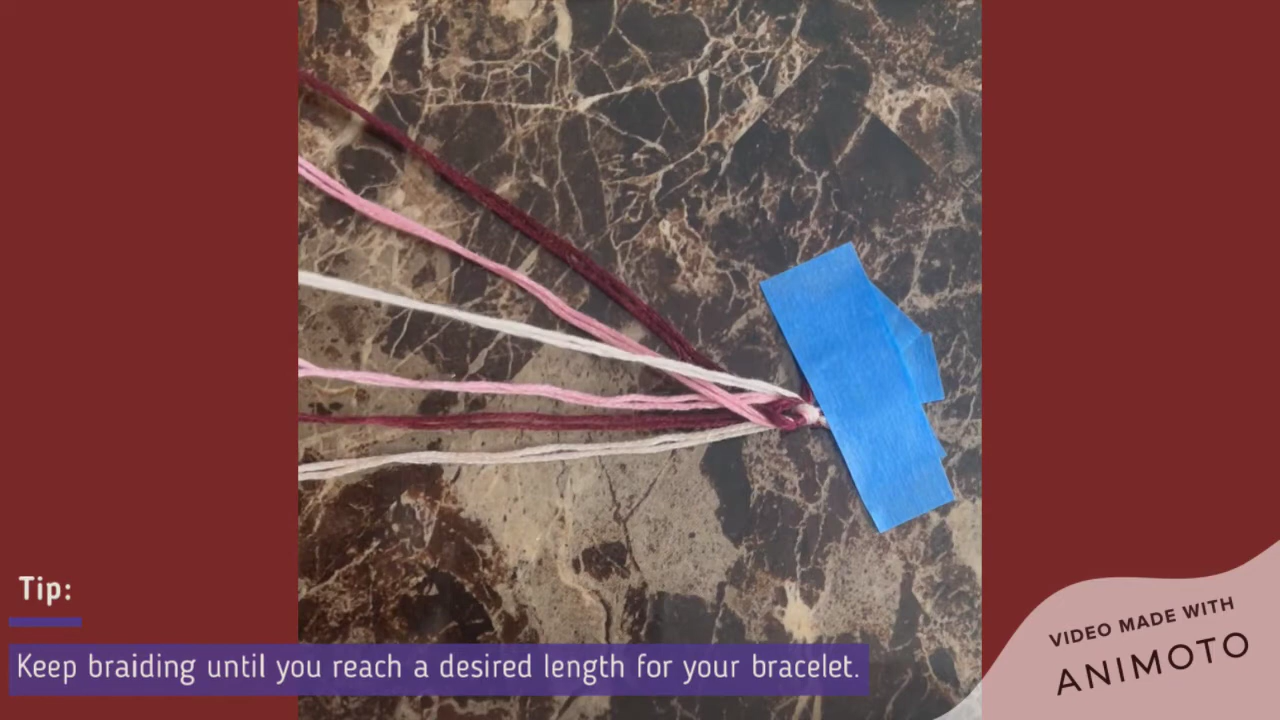 Tip:
Keep braiding until you reach a desired length for your bracelet.
VIDEO MADE WITH
ANIMOTO